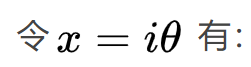 令 x = iθ 有: